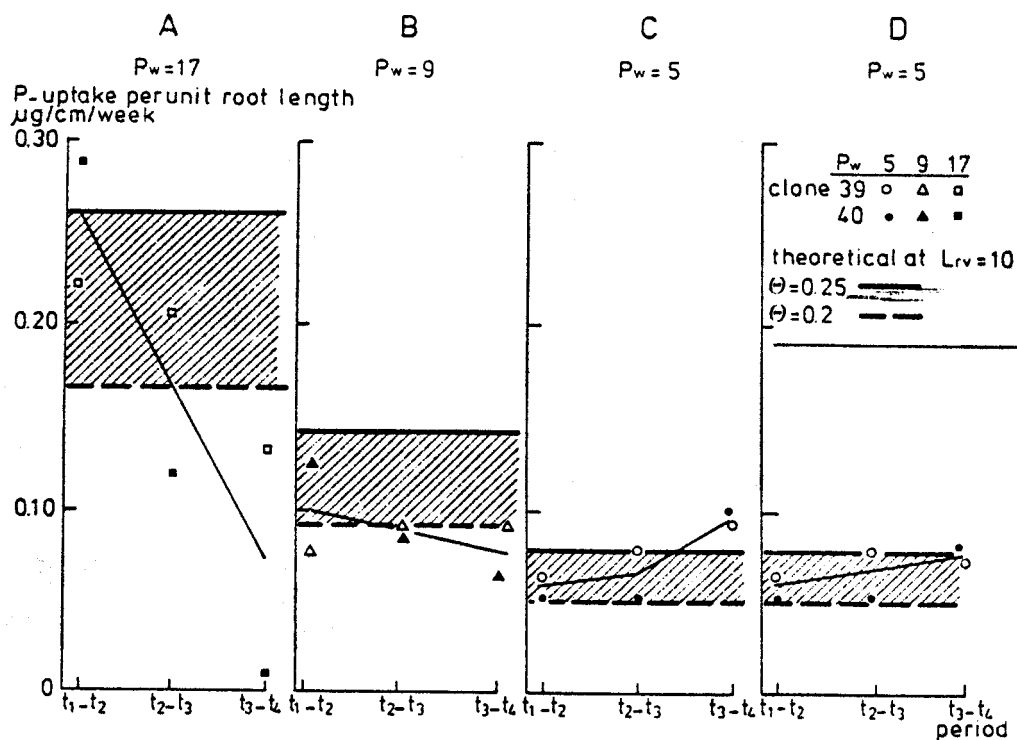 A B C D
Pw=17 Pw=9 Pw=5 Pw=5
P-uptake perunit root length
µg/cm/week
0.30
0.20
0.10
0
Pw 5 9 17
clone 39 ○ △ □
40 • ▲ ■
theoretical at Lrv=10
(-)=0.25
(-)=0.2
t1-t2 t2-t3 t3-t4 t1-t2 t2-t3 t3-t4 t1-t2 t2-t3 t3-t4 t1-t2 t2-t3 t3-t4
period